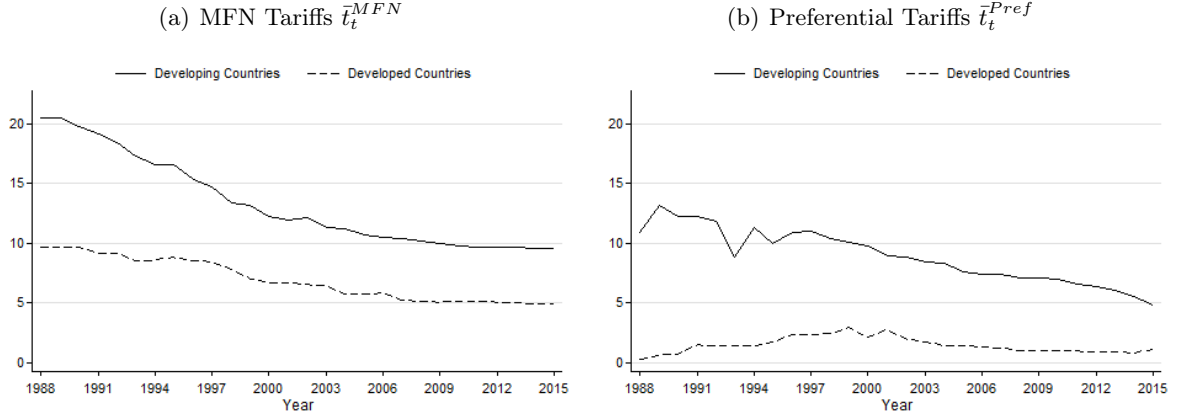 (a) MFN Tariffs $\bar{t}_t^{MFN}$
Developing Countries Developed Countries
20
15
10
5
0
1988 1991 1994 1997 2000 2003 2006 2009 2012 2015
Year
(b) Preferential Tariffs $\bar{t}_t^{Pref}$
Developing Countries Developed Countries
20
15
10
5
0
1988 1991 1994 1997 2000 2003 2006 2009 2012 2015
Year